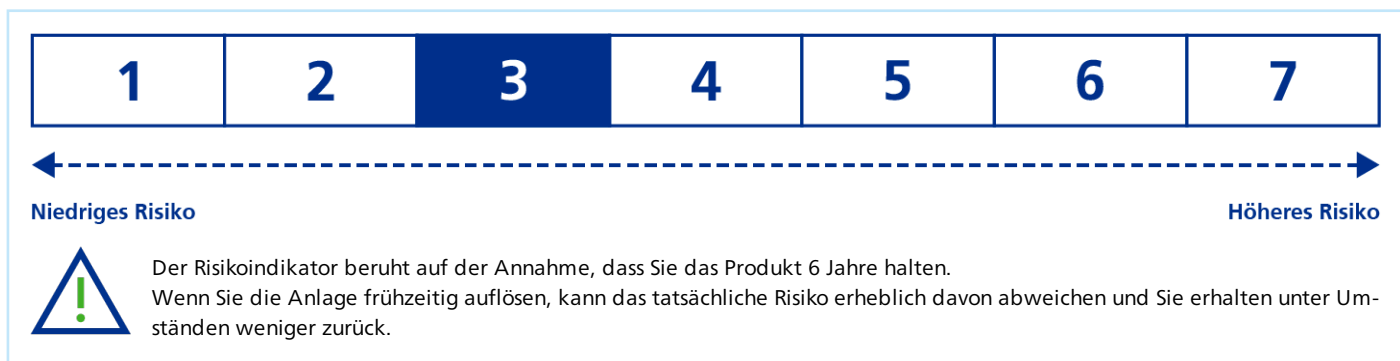 1 2 3 4 5 6 7
Niedriges Risiko Höheres Risiko
Der Risikoindikator beruht auf der Annahme, dass Sie das Produkt 6 Jahre halten.
Wenn Sie die Anlage frühzeitig auflösen, kann das tatsächliche Risiko erheblich davon abweichen und Sie erhalten unter Um-
ständen weniger zurück.